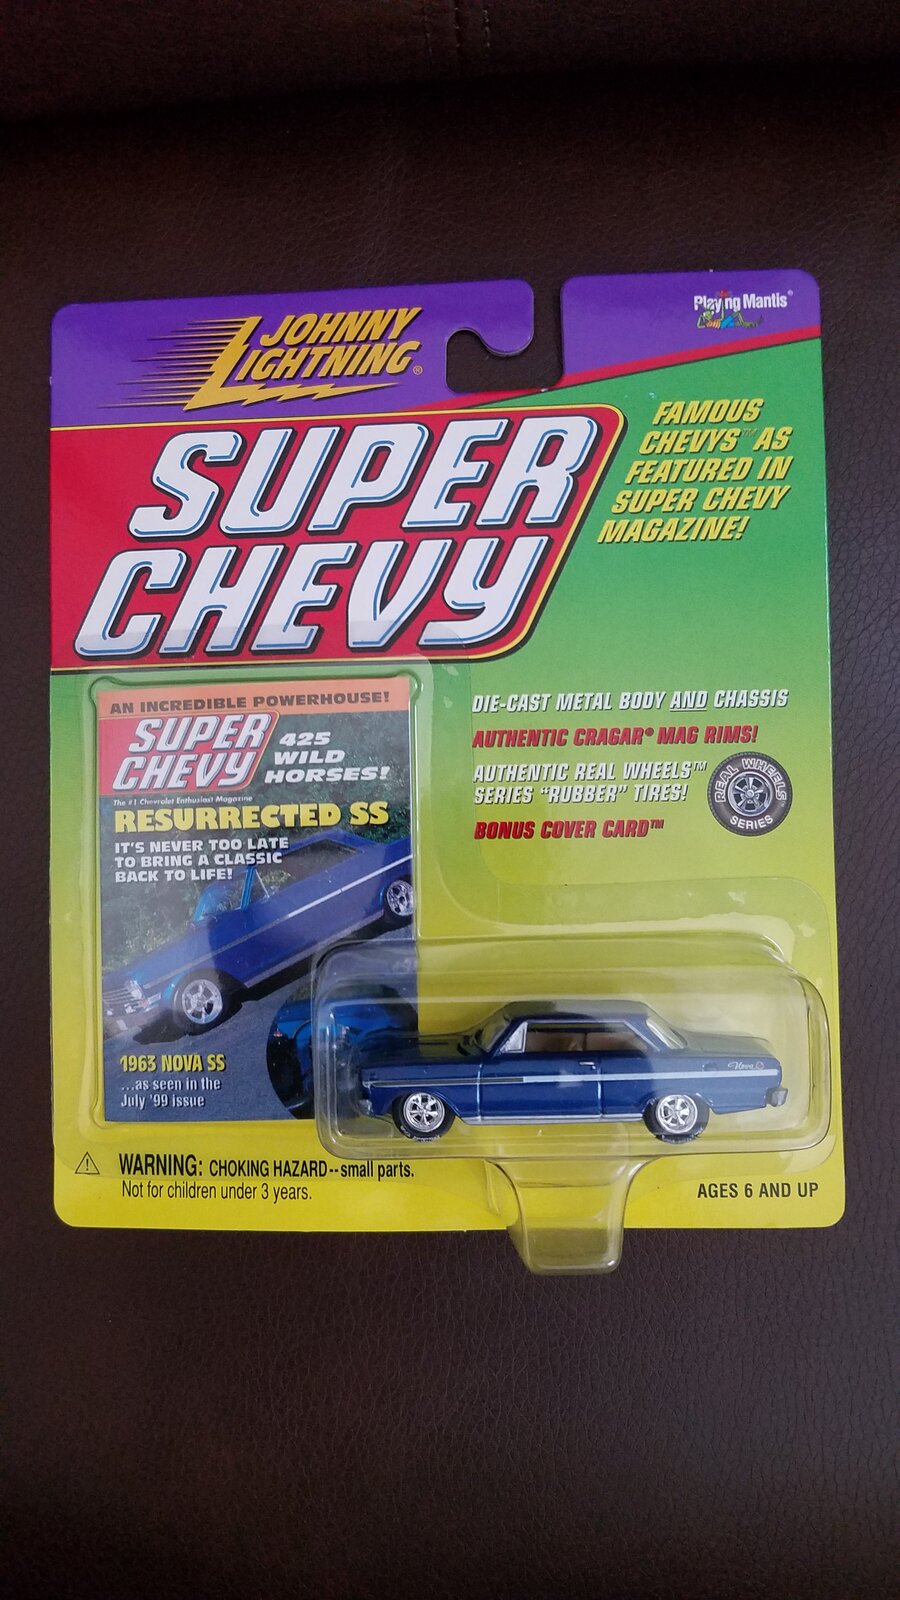 JOHNNY
LIGHTNING®
Playing Mantis®
SUPER
CHEVY
FAMOUS
CHEVYS™ AS
FEATURED IN
SUPER CHEVY
MAGAZINE!
AN INCREDIBLE POWERHOUSE!
SUPER
CHEVY
425
WILD
HORSES!
The #1 Chevrolet Enthusiast Magazine
RESURRECTED SS
IT'S NEVER TOO LATE
TO BRING A CLASSIC
BACK TO LIFE!
1963 NOVA SS
...as seen in the
July '99 issue
DIE-CAST METAL BODY AND CHASSIS
AUTHENTIC CRAGAR® MAG RIMS!
AUTHENTIC REAL WHEELS™
SERIES "RUBBER" TIRES!
BONUS COVER CARD™
REAL WHEELS
SERIES
Nova
WARNING: CHOKING HAZARD--small parts.
Not for children under 3 years.
AGES 6 AND UP